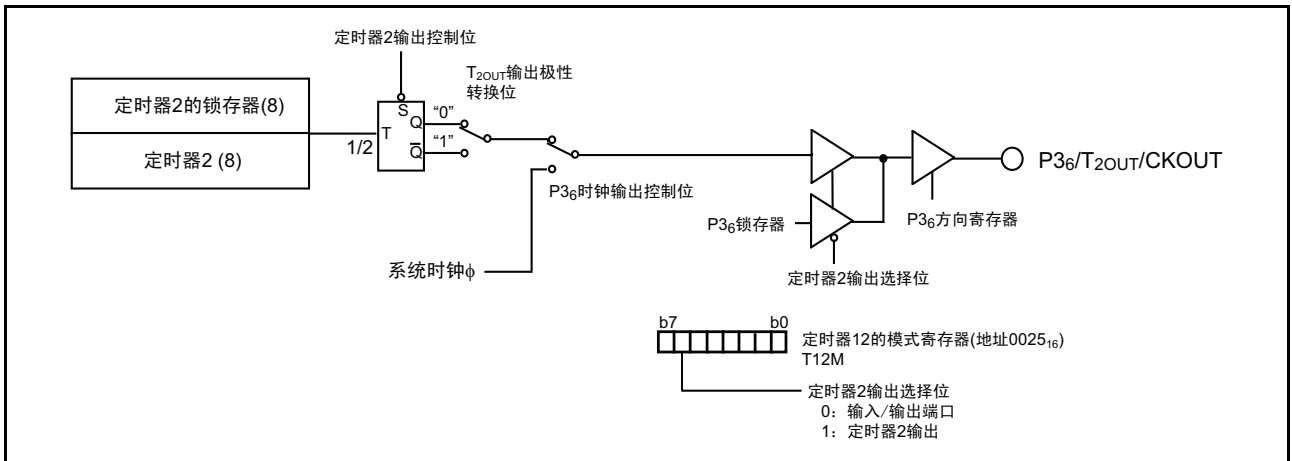 定时器2输出控制位
T2OUT输出极性
转换位
定时器2的锁存器(8)
定时器2 (8)
1/2
T
S
Q
Q̅
“0”
“1”
P36时钟输出控制位
系统时钟ϕ
P36锁存器
定时器2输出选择位
P36方向寄存器
P36/T2OUT/CKOUT
b7 b0
定时器12的模式寄存器(地址002516)
T12M
定时器2输出选择位
0：输入/输出端口
1：定时器2输出